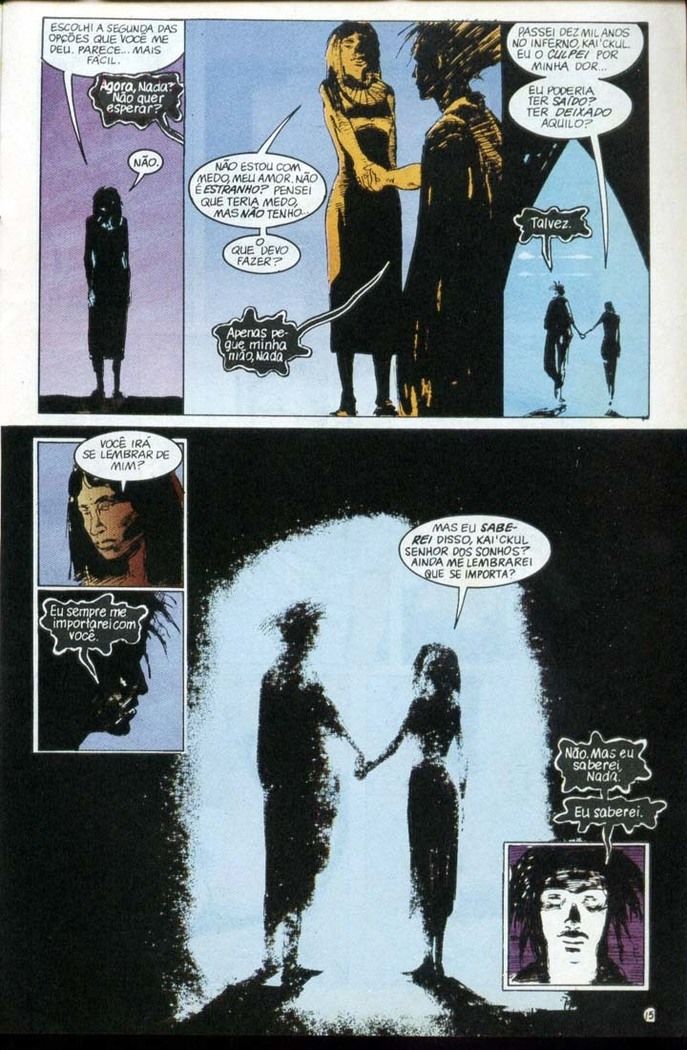 ESCOLHI A SEGUNDA DAS
OPÇÕES QUE VOCÊ ME
DEU. PARECE... MAIS
FÁCIL.
Agora, Nada?
Não quer
esperar?
NÃO.
NÃO ESTOU COM
MEDO, MEU AMOR. NÃO
É ESTRANHO? PENSEI
QUE TERIA MEDO,
MAS NÃO TENHO...
O
QUE DEVO
FAZER?
Apenas pe-
gue minha
mão, Nada
PASSEI DEZ MIL ANOS
NO INFERNO, KAI'CKUL.
EU O CULPEI POR
MINHA DOR...
EU PODERIA
TER SAÍDO?
TER DEIXADO
AQUILO?
Talvez.
VOCÊ IRÁ
SE LEMBRAR DE
MIM?
Eu sempre me
importarei com
você.
MAS EU SABE-
REI DISSO, KAI'CKUL
SENHOR DOS SONHOS?
AINDA ME LEMBRAREI
QUE SE IMPORTA?
Não. Mas eu
saberei,
Nada.
Eu saberei.
15